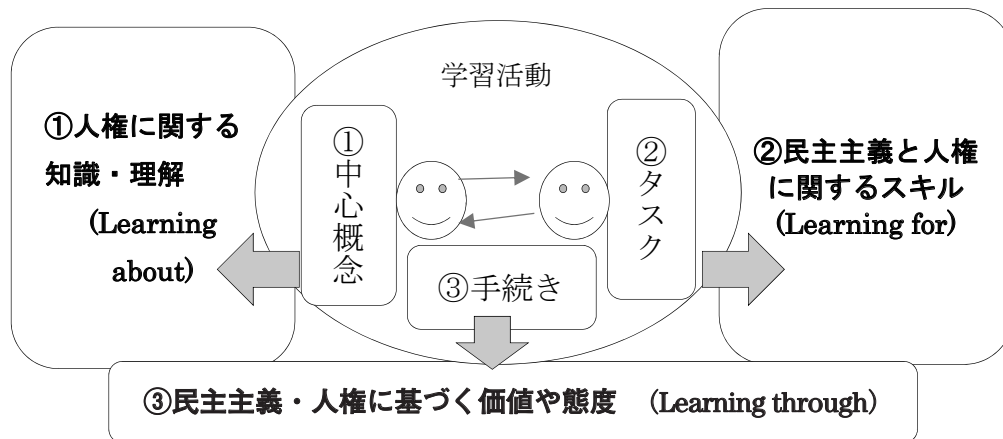 学習活動
①人権に関する
知識・理解
(Learning
about)
①中心概念
②タスク
③手続き
②民主主義と人権
に関するスキル
(Learning for)
③民主主義・人権に基づく価値や態度 (Learning through)